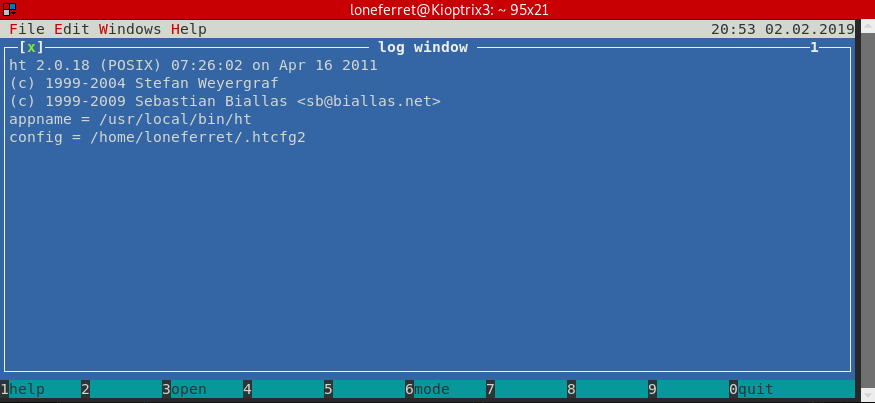 loneferret@Kioptrix3: ~ 95x21
File Edit Windows Help 20:53 02.02.2019
[x] log window 1
ht 2.0.18 (POSIX) 07:26:02 on Apr 16 2011
(c) 1999-2004 Stefan Weyergraf
(c) 1999-2009 Sebastian Biallas <sb@biallas.net>
appname = /usr/local/bin/ht
config = /home/loneferret/.htcfg2
1help 2 3open 4 5 6mode 7 8 9 0quit